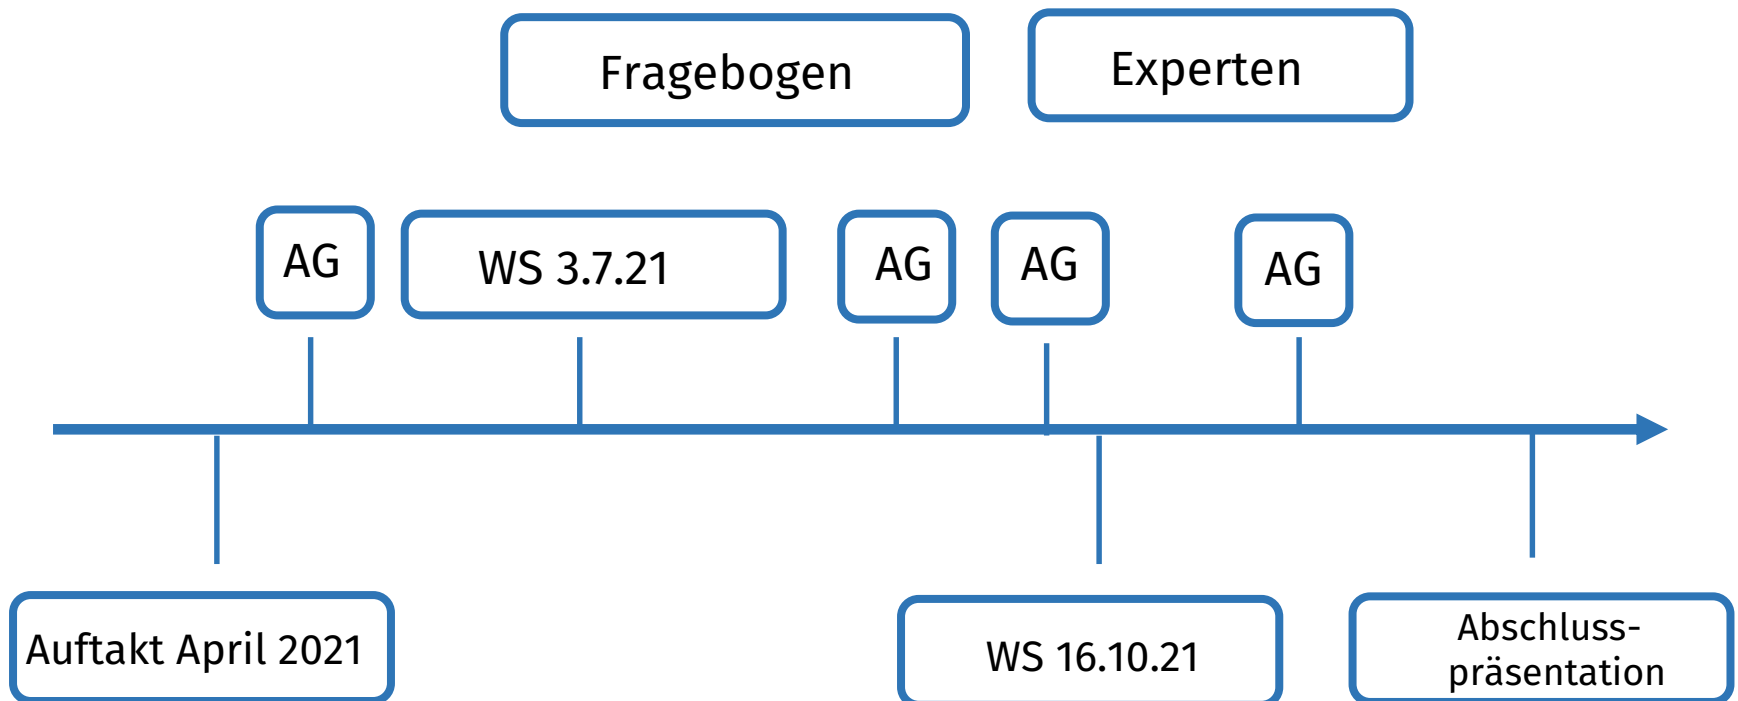 Fragebogen
Experten
AG
WS 3.7.21
AG
AG
AG
Auftakt April 2021
WS 16.10.21
Abschluss-
präsentation